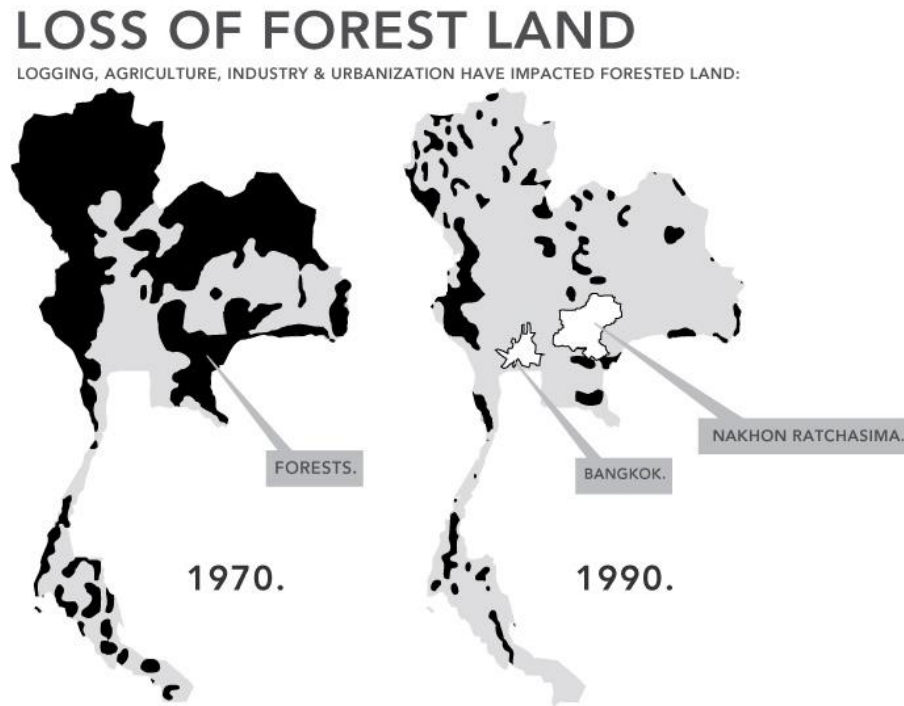 LOSS OF FOREST LAND
LOGGING, AGRICULTURE, INDUSTRY & URBANIZATION HAVE IMPACTED FORESTED LAND:
NAKHON RATCHASIMA.
FORESTS.
BANGKOK.
1970.
1990.